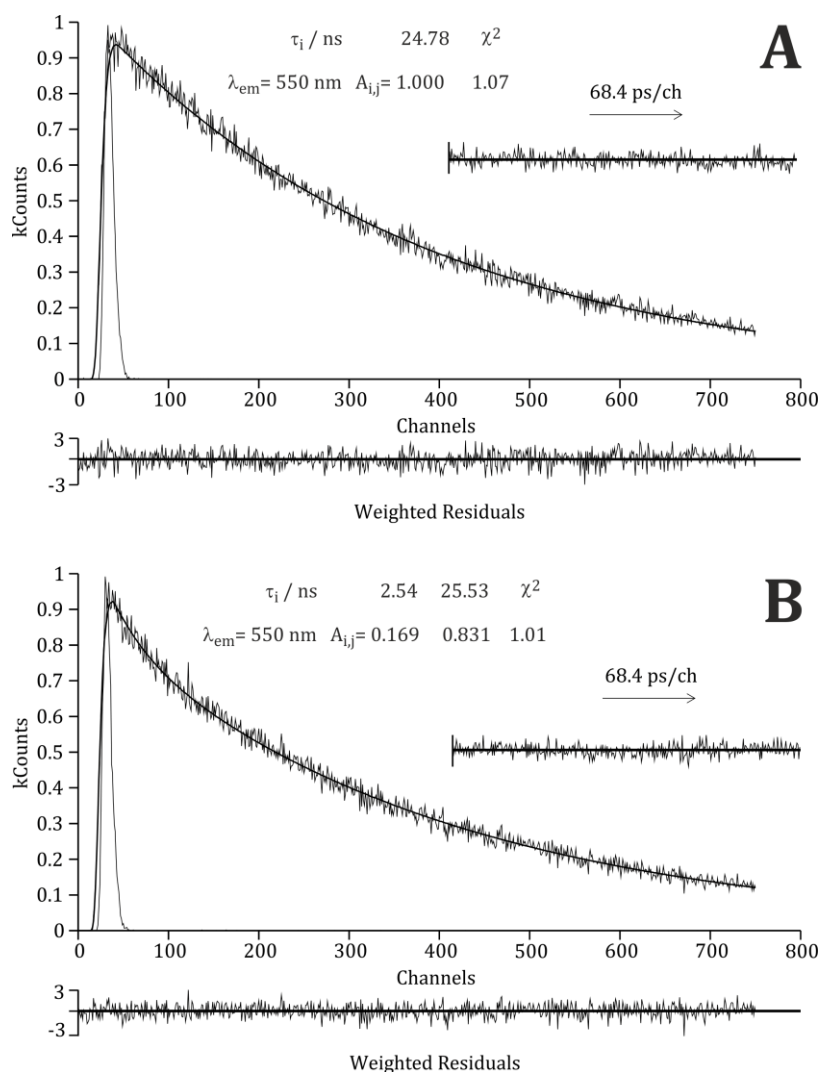 A
τi / ns 24.78 χ²
λem= 550 nm Ai,j= 1.000 1.07
68.4 ps/ch
kCounts
1
0.9
0.8
0.7
0.6
0.5
0.4
0.3
0.2
0.1
0
0 100 200 300 400 500 600 700 800
Channels
3
-3
Weighted Residuals
B
τi / ns 2.54 25.53 χ²
λem= 550 nm Ai,j= 0.169 0.831 1.01
68.4 ps/ch
kCounts
1
0.9
0.8
0.7
0.6
0.5
0.4
0.3
0.2
0.1
0
0 100 200 300 400 500 600 700 800
Channels
3
-3
Weighted Residuals